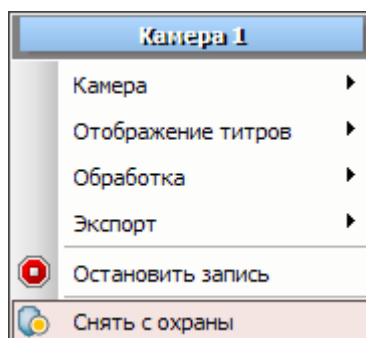 Камера 1
Камера
Отображение титров
Обработка
Экспорт
Остановить запись
Снять с охраны